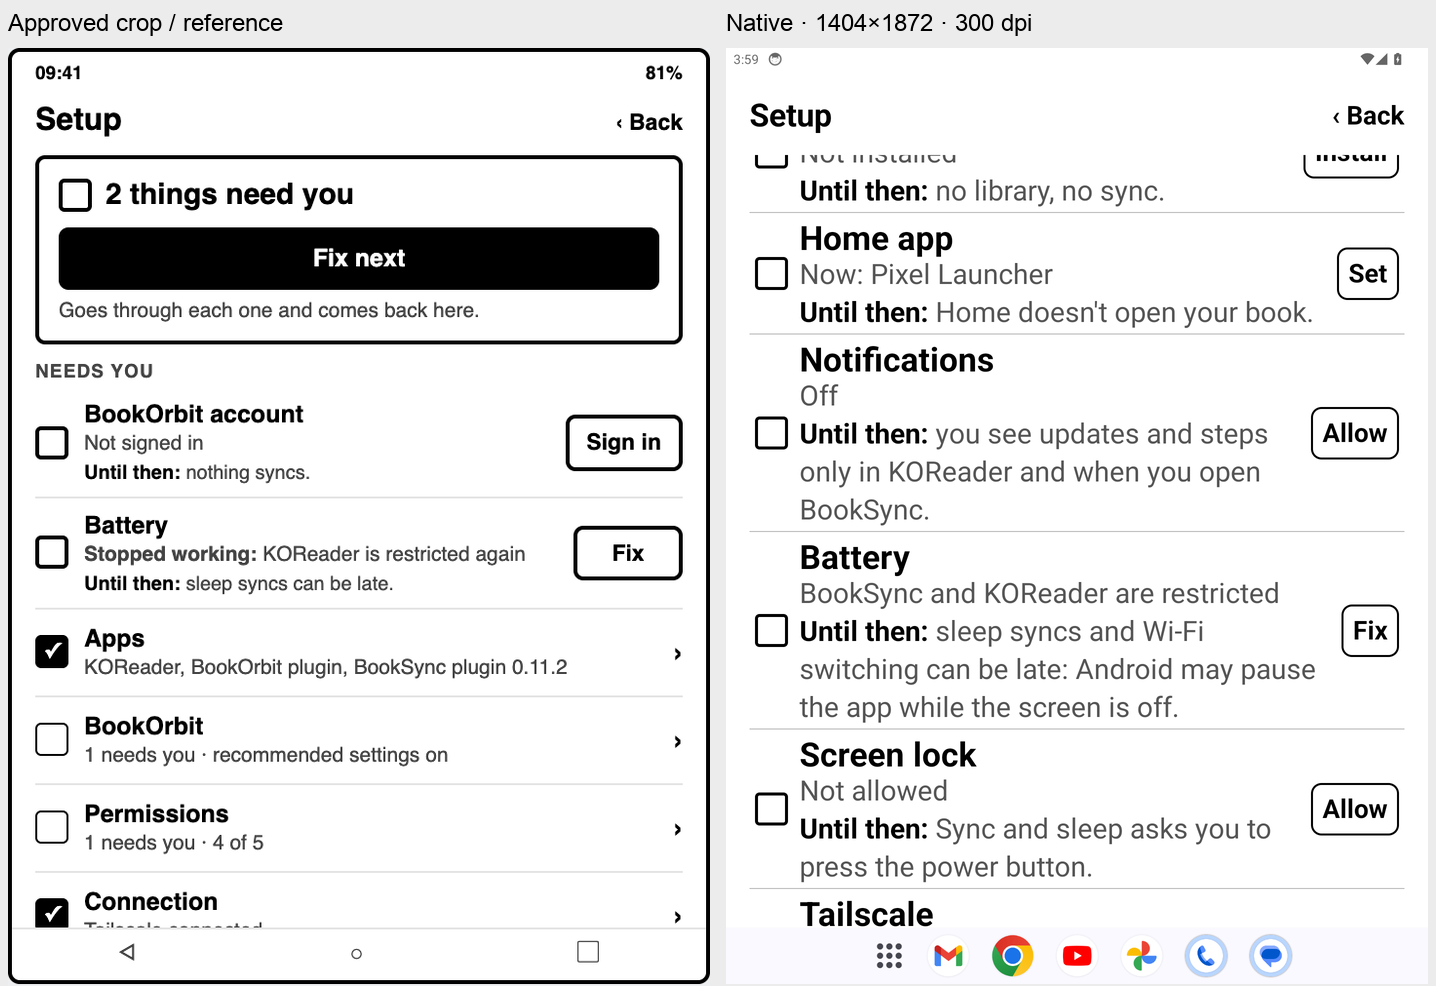 Approved crop / reference
09:41
81%
Setup
‹ Back
2 things need you
Fix next
Goes through each one and comes back here.
NEEDS YOU
BookOrbit account
Not signed in
Until then: nothing syncs.
Sign in
Battery
Stopped working: KOReader is restricted again
Until then: sleep syncs can be late.
Fix
Apps
KOReader, BookOrbit plugin, BookSync plugin 0.11.2
›
BookOrbit
1 needs you · recommended settings on
›
Permissions
1 needs you · 4 of 5
›
Connection
Tailscale connected
›
Native · 1404×1872 · 300 dpi
3:59
Setup
‹ Back
Not installed
Until then: no library, no sync.
Install
Home app
Now: Pixel Launcher
Until then: Home doesn't open your book.
Set
Notifications
Off
Until then: you see updates and steps
only in KOReader and when you open
BookSync.
Allow
Battery
BookSync and KOReader are restricted
Until then: sleep syncs and Wi-Fi
switching can be late: Android may pause
the app while the screen is off.
Fix
Screen lock
Not allowed
Until then: Sync and sleep asks you to
press the power button.
Allow
Tailscale